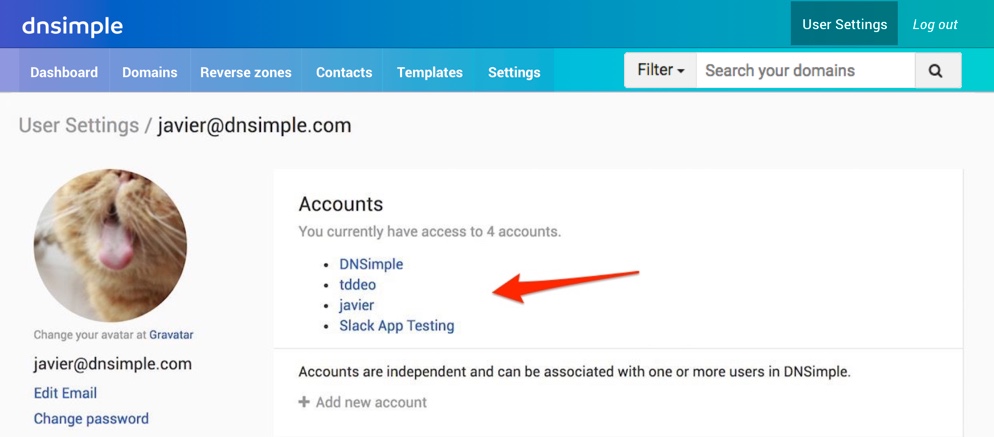 dnsimple
User Settings
Log out
Dashboard
Domains
Reverse zones
Contacts
Templates
Settings
Filter
Search your domains
User Settings / javier@dnsimple.com
Change your avatar at Gravatar
javier@dnsimple.com
Edit Email
Change password
Accounts
You currently have access to 4 accounts.
DNSimple
tddeo
javier
Slack App Testing
Accounts are independent and can be associated with one or more users in DNSimple.
Add new account